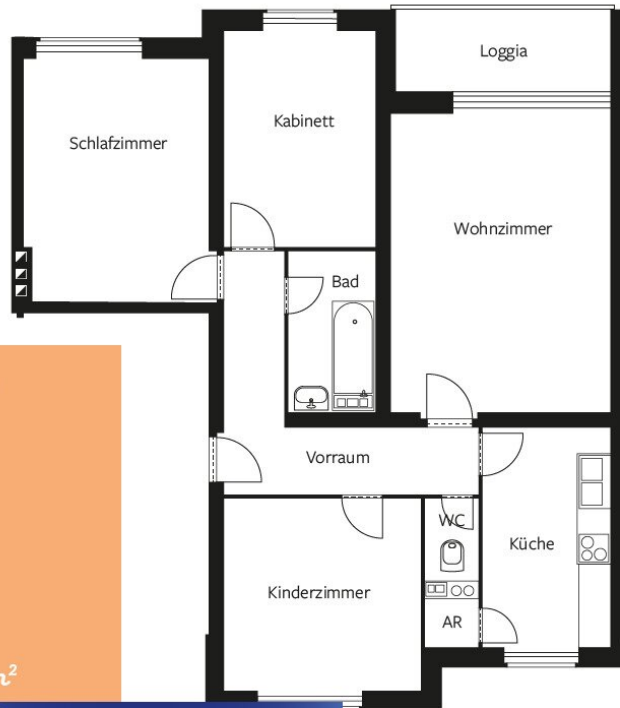 Loggia
Kabinett
Schlafzimmer
Wohnzimmer
Bad
Vorraum
WC
Küche
Kinderzimmer
AR